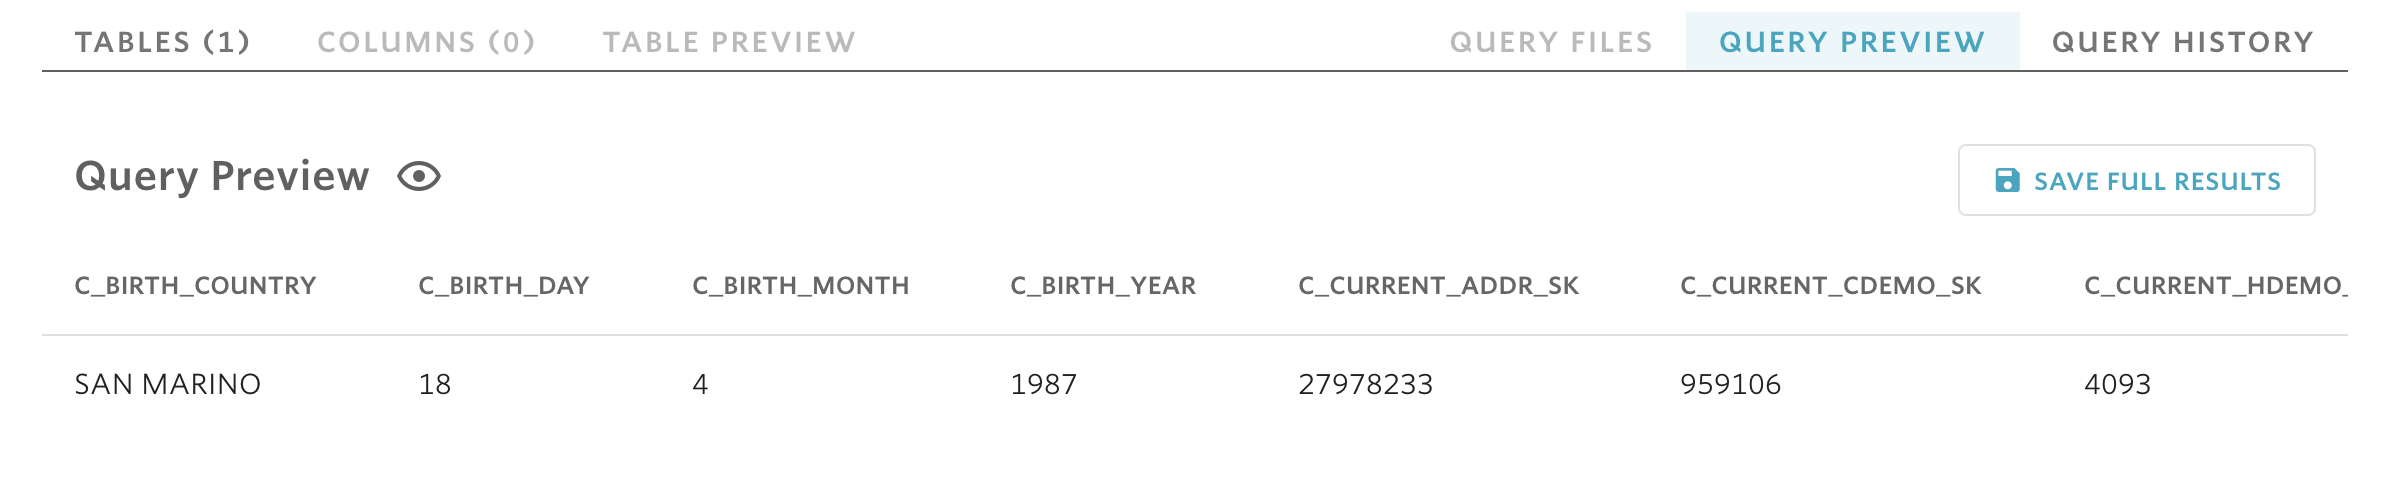 TABLES (1) COLUMNS (0) TABLE PREVIEW QUERY FILES QUERY PREVIEW QUERY HISTORY
Query Preview SAVE FULL RESULTS
C_BIRTH_COUNTRY C_BIRTH_DAY C_BIRTH_MONTH C_BIRTH_YEAR C_CURRENT_ADDR_SK C_CURRENT_CDEMO_SK C_CURRENT_HDEMO_
SAN MARINO 18 4 1987 27978233 959106 4093